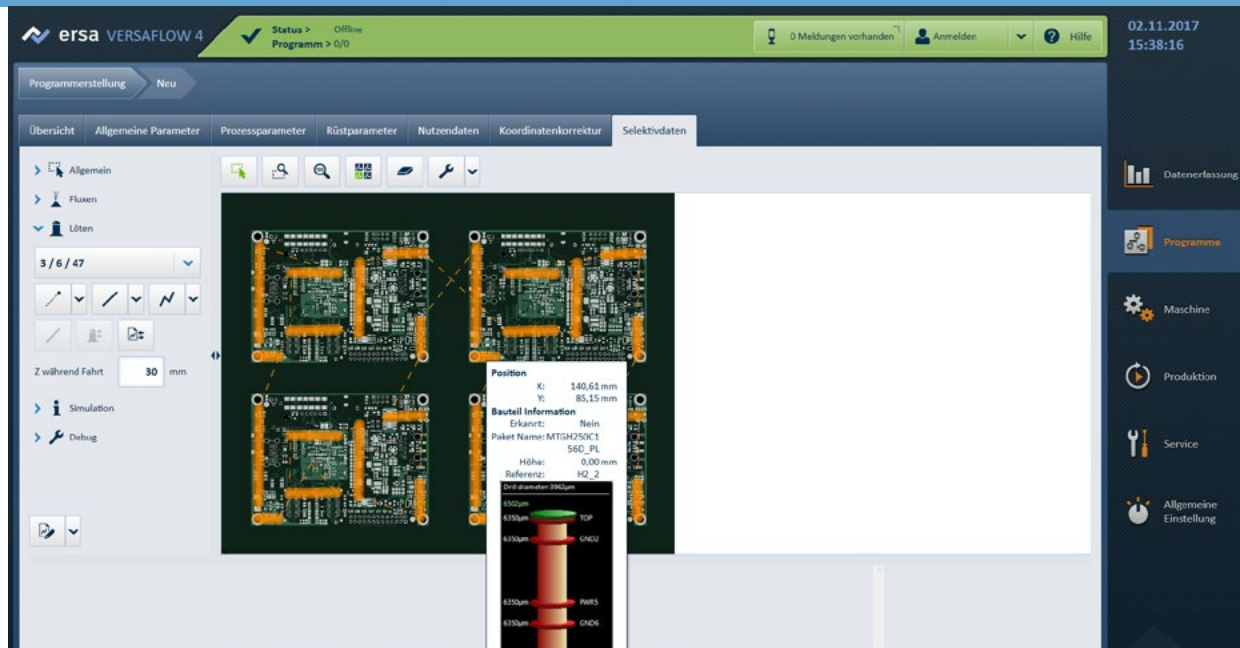 ersa VERSAFLOW 4
Status > Offline
Programm > 0/0
0 Meldungen vorhanden
Anmelden
Hilfe
02.11.2017
15:38:16
Programmerstellung
Neu
Übersicht
Allgemeine Parameter
Prozessparameter
Rüstparameter
Nutzendaten
Koordinatenkorrektur
Selektivdaten
Allgemein
Fluxen
Löten
3 / 6 / 47
Z während Fahrt 30 mm
Simulation
Debug
Position
X: 140,61 mm
Y: 85,15 mm
Bauteil Information
Erkannt: Nein
Paket Name: MTGH250C1
56D_PL
Höhe: 0,00 mm
Referenz: H2_2
Drill diameter: 3962µm
6502µm
6350µm TOP
6350µm GND2
6350µm PWR5
6350µm GND6
Datenerfassung
Programme
Maschine
Produktion
Service
Allgemeine
Einstellung